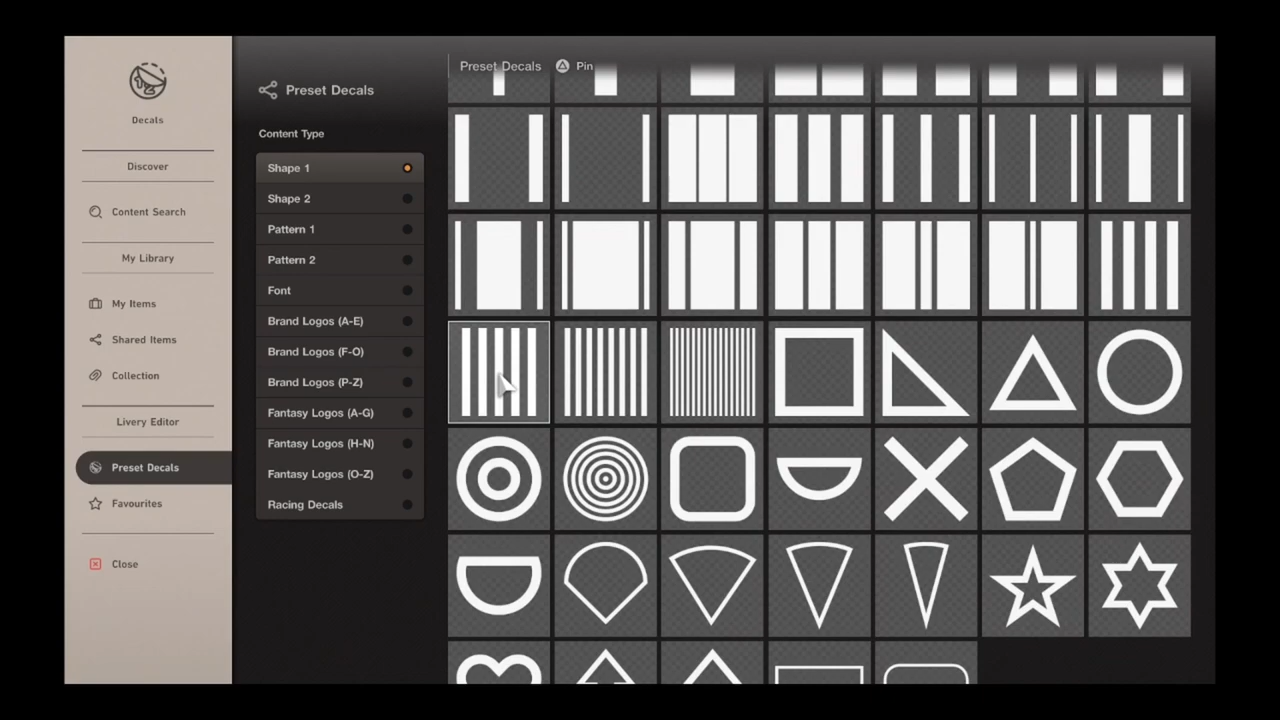 Decals
Discover
Content Search
My Library
My Items
Shared Items
Collection
Livery Editor
Preset Decals
Favourites
Close
Preset Decals
Content Type
Shape 1
Shape 2
Pattern 1
Pattern 2
Font
Brand Logos (A-E)
Brand Logos (F-O)
Brand Logos (P-Z)
Fantasy Logos (A-G)
Fantasy Logos (H-N)
Fantasy Logos (O-Z)
Racing Decals
Preset Decals Pin